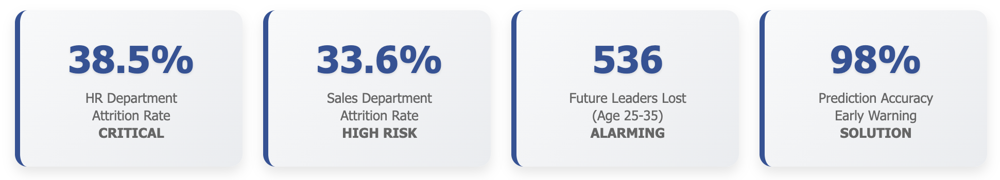 38.5%
HR Department
Attrition Rate
CRITICAL
33.6%
Sales Department
Attrition Rate
HIGH RISK
536
Future Leaders Lost
(Age 25-35)
ALARMING
98%
Prediction Accuracy
Early Warning
SOLUTION